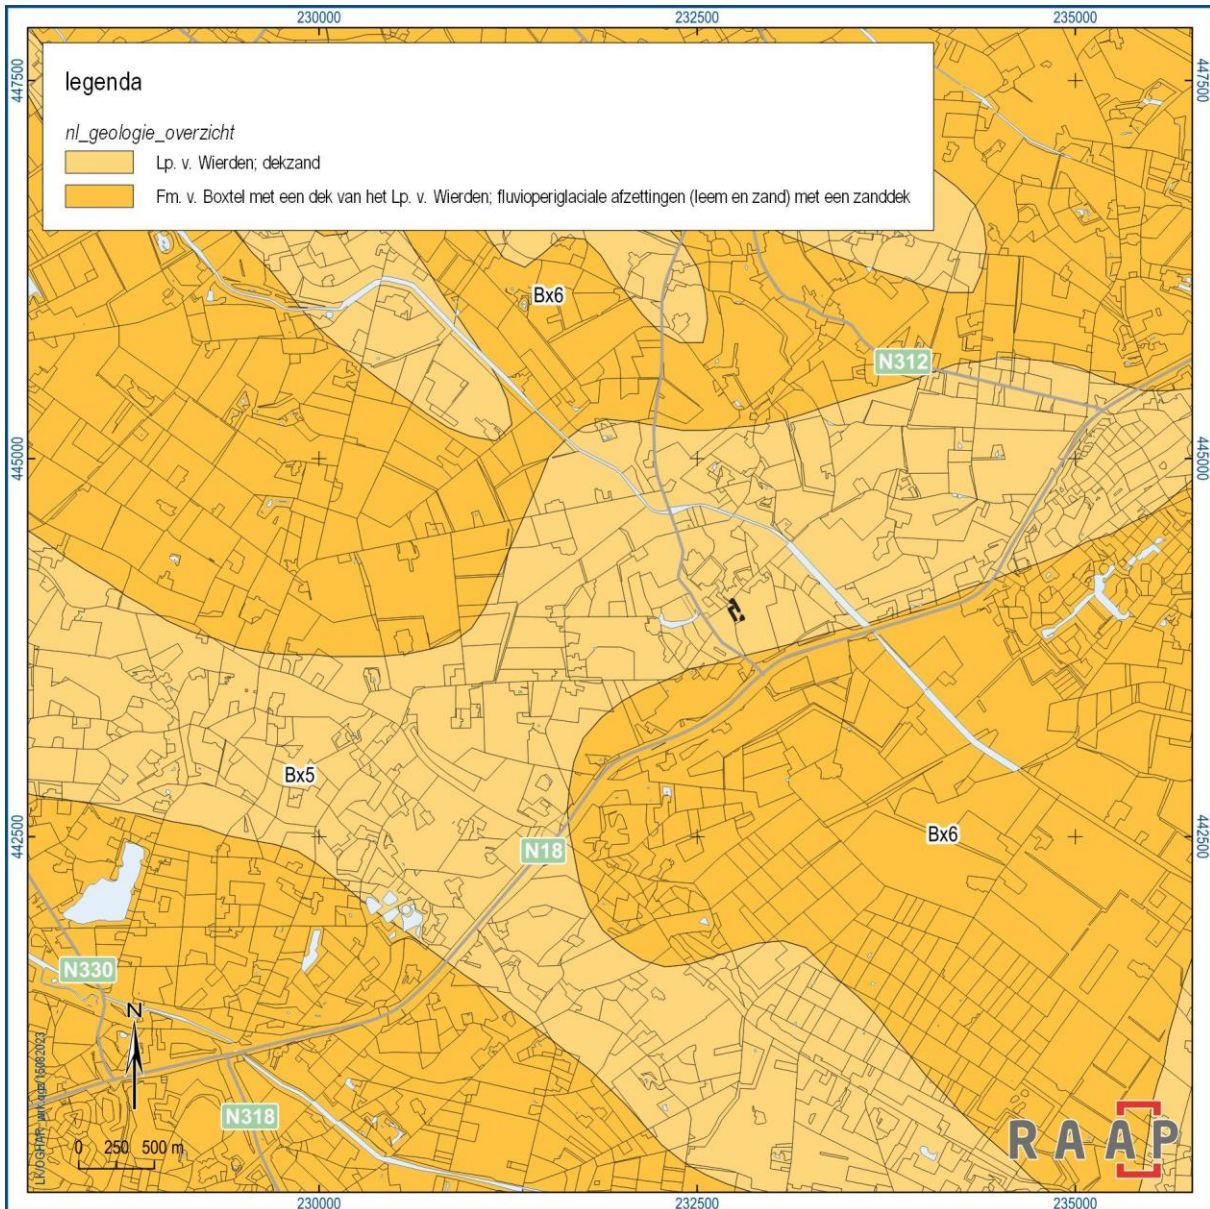 230000
232500
235000
447500
447500
legenda
nl_geologie_overzicht
Lp. v. Wierden; dekzand
Fm. v. Boxtel met een dek van het Lp. v. Wierden; fluvioperiglaciale afzettingen (leem en zand) met een zanddek
Bx6
N312
445000
445000
Bx5
442500
N18
Bx6
442500
N330
N
N318
0 250 500 m
RAAP
230000
232500
235000